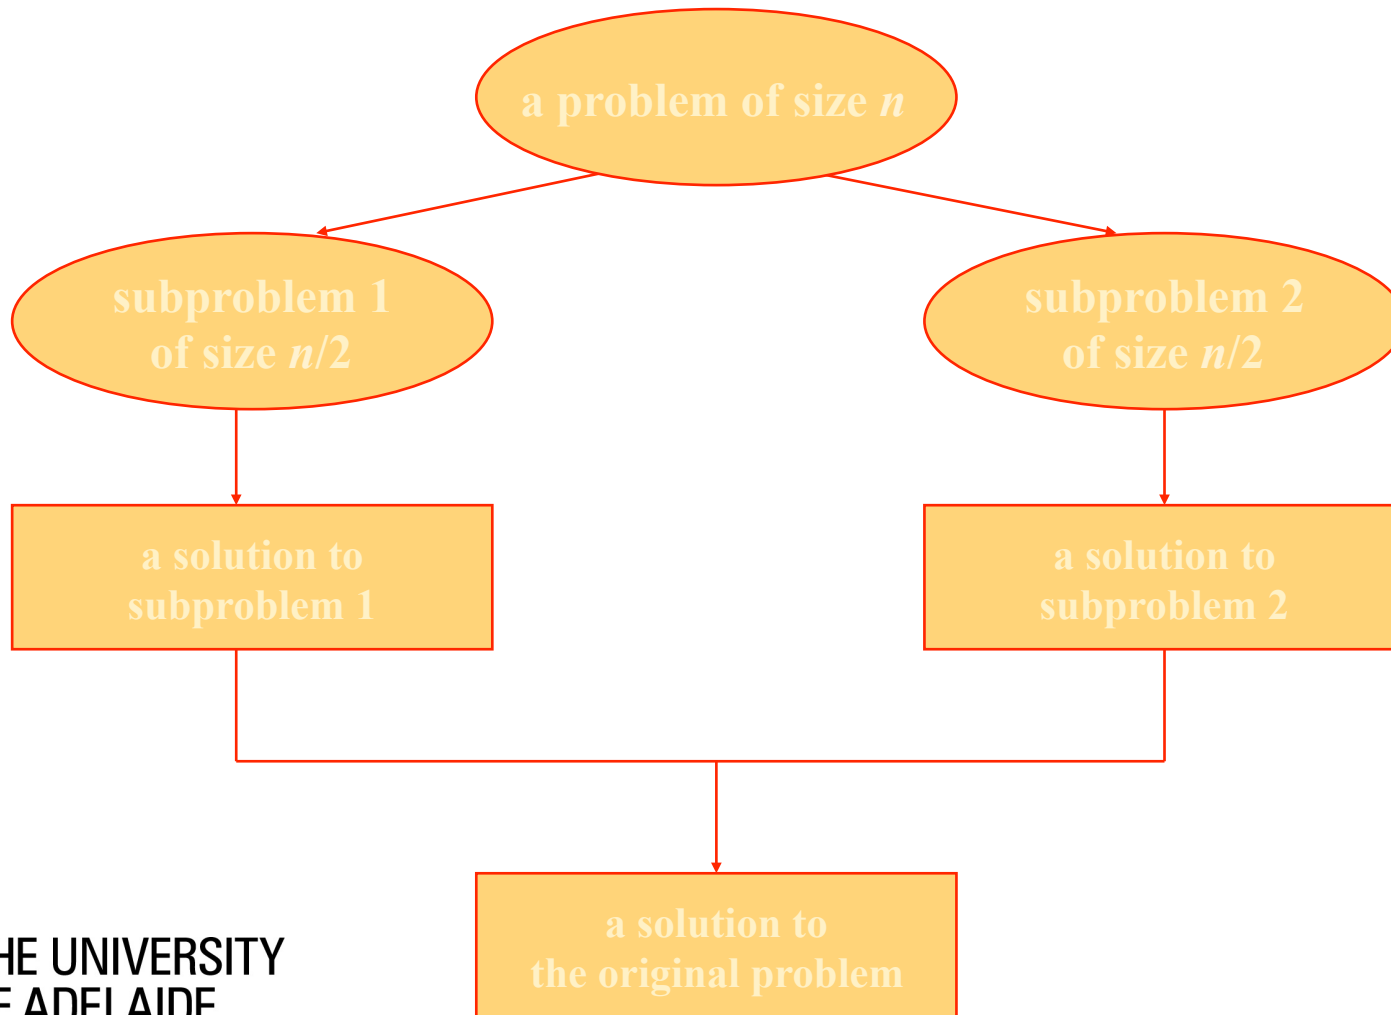 a problem of size n
subproblem 1
of size n/2
subproblem 2
of size n/2
a solution to
subproblem 1
a solution to
subproblem 2
a solution to
the original problem
HE UNIVERSITY
F ADELAIDE